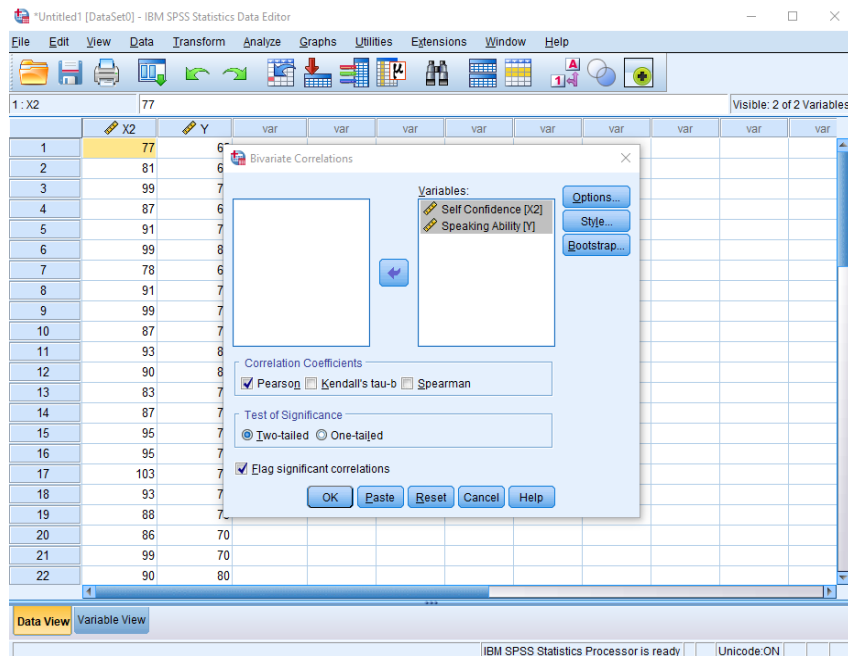 *Untitled1 [DataSet0] - IBM SPSS Statistics Data Editor
File Edit View Data Transform Analyze Graphs Utilities Extensions Window Help
1 : X2 77 Visible: 2 of 2 Variables
X2 Y var var var var var var var var var
1 77
2 81
3 99
4 87
5 91
6 99
7 78
8 91
9 99
10 87
11 93
12 90
13 83
14 87
15 95
16 95
17 103
18 93
19 88
20 86 70
21 99 70
22 90 80
Bivariate Correlations
Variables:
Self Confidence [X2]
Speaking Ability [Y]
Options...
Style...
Bootstrap...
Correlation Coefficients
Pearson Kendall's tau-b Spearman
Test of Significance
Two-tailed One-tailed
Flag significant correlations
OK Paste Reset Cancel Help
Data View Variable View
IBM SPSS Statistics Processor is ready Unicode:ON